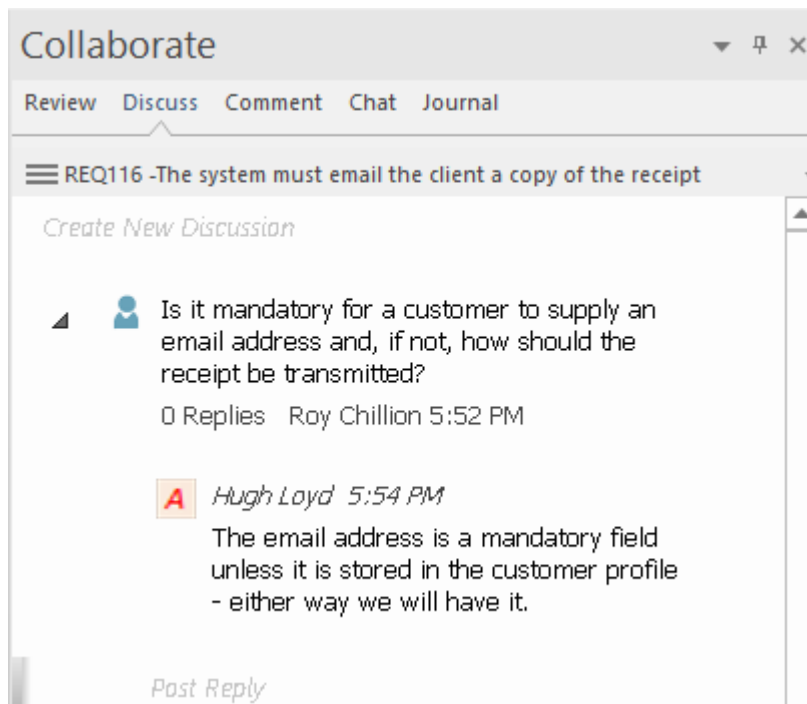 Collaborate
Review Discuss Comment Chat Journal
REQ116 -The system must email the client a copy of the receipt
Create New Discussion
Is it mandatory for a customer to supply an
email address and, if not, how should the
receipt be transmitted?
0 Replies Roy Chillion 5:52 PM
A Hugh Loyd 5:54 PM
The email address is a mandatory field
unless it is stored in the customer profile
- either way we will have it.
Post Reply